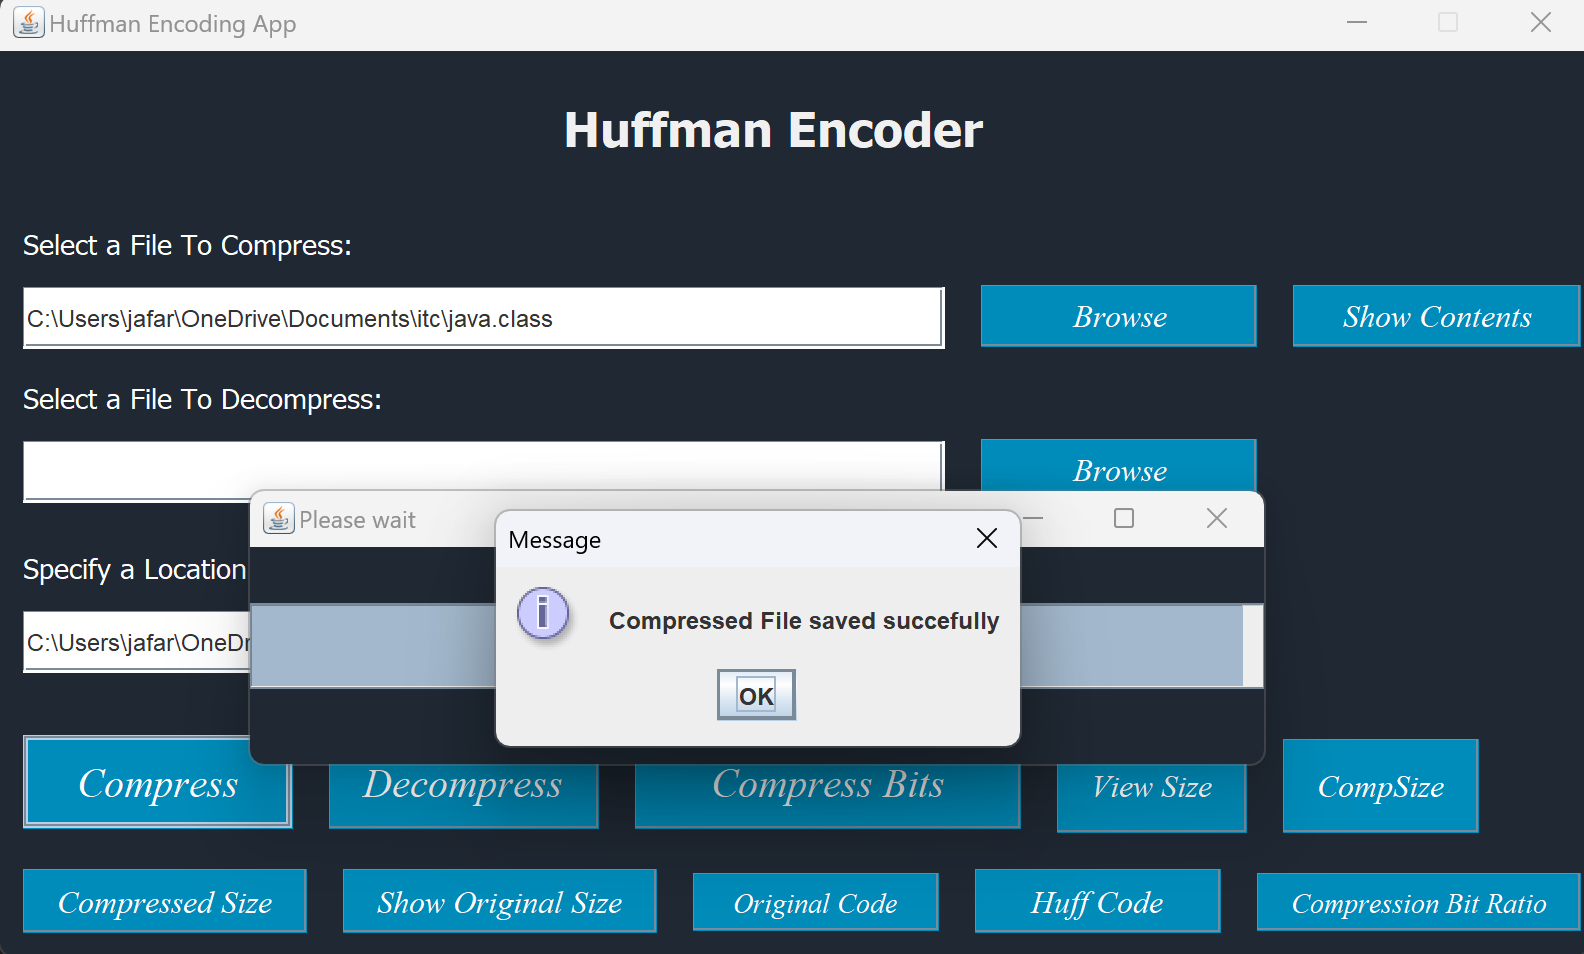 Huffman Encoding App
Huffman Encoder
Select a File To Compress:
C:\Users\jafar\OneDrive\Documents\itc\java.class
Browse
Show Contents
Select a File To Decompress:
Browse
Please wait
Message
Specify a Location
Compressed File saved succefully
C:\Users\jafar\OneDr
OK
Compress
Decompress
Compress Bits
View Size
CompSize
Compressed Size
Show Original Size
Original Code
Huff Code
Compression Bit Ratio